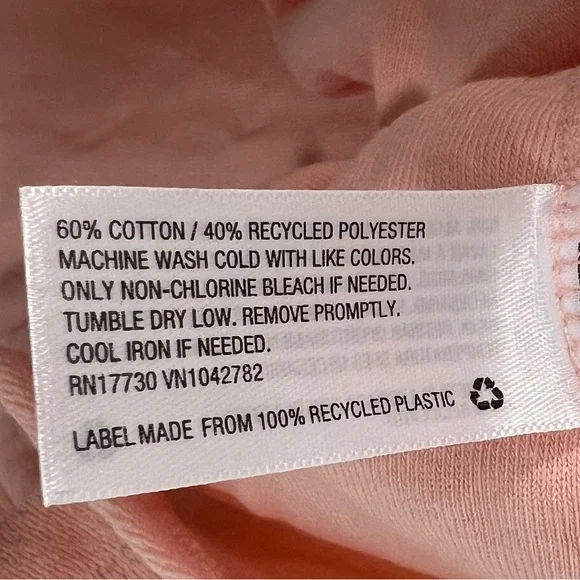 60% COTTON / 40% RECYCLED POLYESTER
MACHINE WASH COLD WITH LIKE COLORS.
ONLY NON-CHLORINE BLEACH IF NEEDED.
TUMBLE DRY LOW. REMOVE PROMPTLY.
COOL IRON IF NEEDED.
RN17730 VN1042782
LABEL MADE FROM 100% RECYCLED PLASTIC